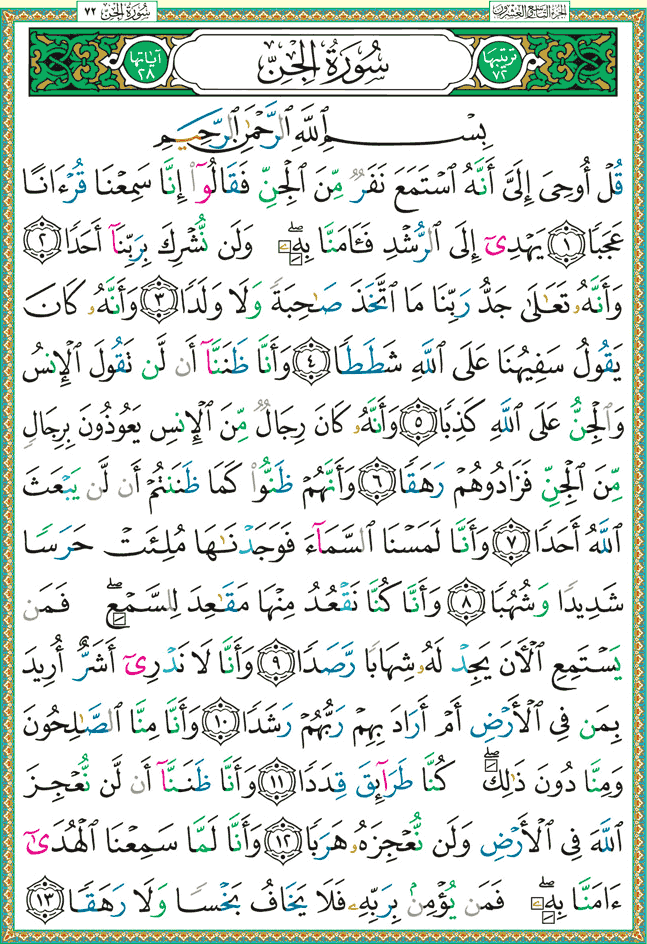 الجزء التاسع والعشرون
سورة الجن ٧٢
ترتيبها ٧٢
سُورَةُ الجِنِّ
آياتها ٢٨
بِسْمِ ٱللَّهِ ٱلرَّحْمَٰنِ ٱلرَّحِيمِ
قُلْ أُوحِىَ إِلَىَّ أَنَّهُ ٱسْتَمَعَ نَفَرٌ مِّنَ ٱلْجِنِّ فَقَالُوٓا۟ إِنَّا سَمِعْنَا قُرْءَانًا
عَجَبًا ﴿١﴾ يَهْدِىٓ إِلَى ٱلرُّشْدِ فَـَٔامَنَّا بِهِۦ ۖ وَلَن نُّشْرِكَ بِرَبِّنَآ أَحَدًا ﴿٢﴾
وَأَنَّهُۥ تَعَٰلَىٰ جَدُّ رَبِّنَا مَا ٱتَّخَذَ صَٰحِبَةً وَلَا وَلَدًا ﴿٣﴾ وَأَنَّهُۥ كَانَ
يَقُولُ سَفِيهُنَا عَلَى ٱللَّهِ شَطَطًا ﴿٤﴾ وَأَنَّا ظَنَنَّآ أَن لَّن تَقُولَ ٱلْإِنسُ
وَٱلْجِنُّ عَلَى ٱللَّهِ كَذِبًا ﴿٥﴾ وَأَنَّهُۥ كَانَ رِجَالٌ مِّنَ ٱلْإِنسِ يَعُوذُونَ بِرِجَالٍ
مِّنَ ٱلْجِنِّ فَزَادُوهُمْ رَهَقًا ﴿٦﴾ وَأَنَّهُمْ ظَنُّوا۟ كَمَا ظَنَنتُمْ أَن لَّن يَبْعَثَ
ٱللَّهُ أَحَدًا ﴿٧﴾ وَأَنَّا لَمَسْنَا ٱلسَّمَآءَ فَوَجَدْنَٰهَا مُلِئَتْ حَرَسًا
شَدِيدًا وَشُهُبًا ﴿٨﴾ وَأَنَّا كُنَّا نَقْعُدُ مِنْهَا مَقَٰعِدَ لِلسَّمْعِ ۖ فَمَن
يَسْتَمِعِ ٱلْـَٔانَ يَجِدْ لَهُۥ شِهَابًا رَّصَدًا ﴿٩﴾ وَأَنَّا لَا نَدْرِىٓ أَشَرٌّ أُرِيدَ
بِمَن فِى ٱلْأَرْضِ أَمْ أَرَادَ بِهِمْ رَبُّهُمْ رَشَدًا ﴿١٠﴾ وَأَنَّا مِنَّا ٱلصَّٰلِحُونَ
وَمِنَّا دُونَ ذَٰلِكَ ۖ كُنَّا طَرَآئِقَ قِدَدًا ﴿١١﴾ وَأَنَّا ظَنَنَّآ أَن لَّن نُّعْجِزَ
ٱللَّهَ فِى ٱلْأَرْضِ وَلَن نُّعْجِزَهُۥ هَرَبًا ﴿١٢﴾ وَأَنَّا لَمَّا سَمِعْنَا ٱلْهُدَىٰٓ
ءَامَنَّا بِهِۦ ۖ فَمَن يُؤْمِنۢ بِرَبِّهِۦ فَلَا يَخَافُ بَخْسًا وَلَا رَهَقًا ﴿١٣﴾